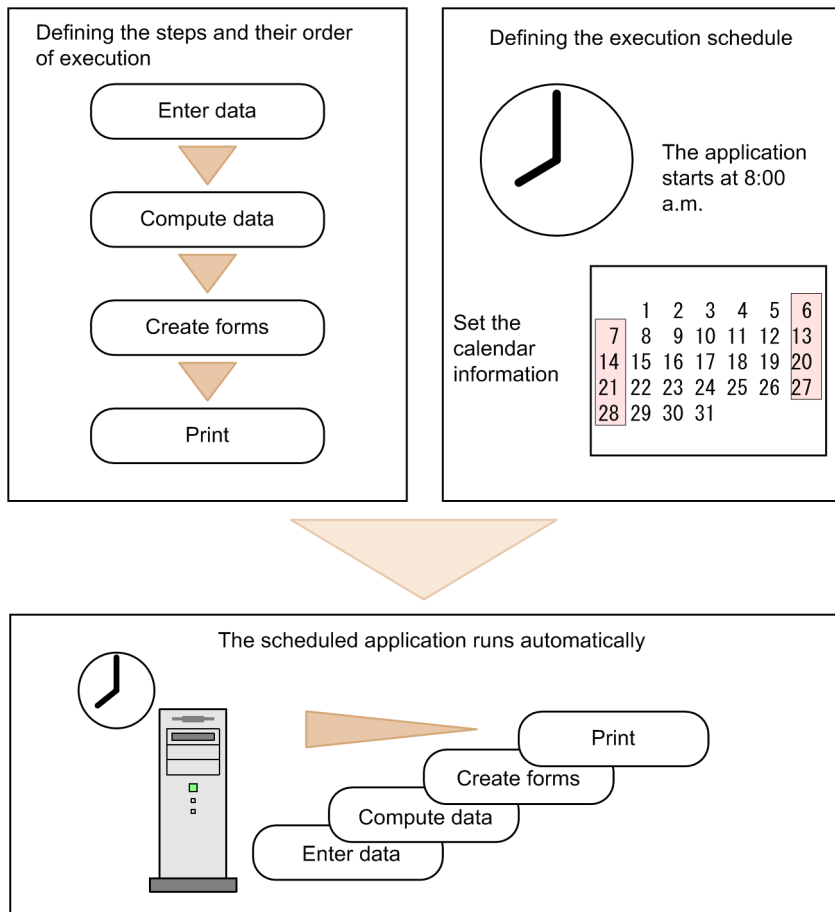 Defining the steps and their order
of execution
Enter data
Compute data
Create forms
Print
Defining the execution schedule
The application
starts at 8:00
a.m.
Set the
calendar
information
1 2 3 4 5 6
7 8 9 10 11 12 13
14 15 16 17 18 19 20
21 22 23 24 25 26 27
28 29 30 31
The scheduled application runs automatically
Print
Create forms
Compute data
Enter data